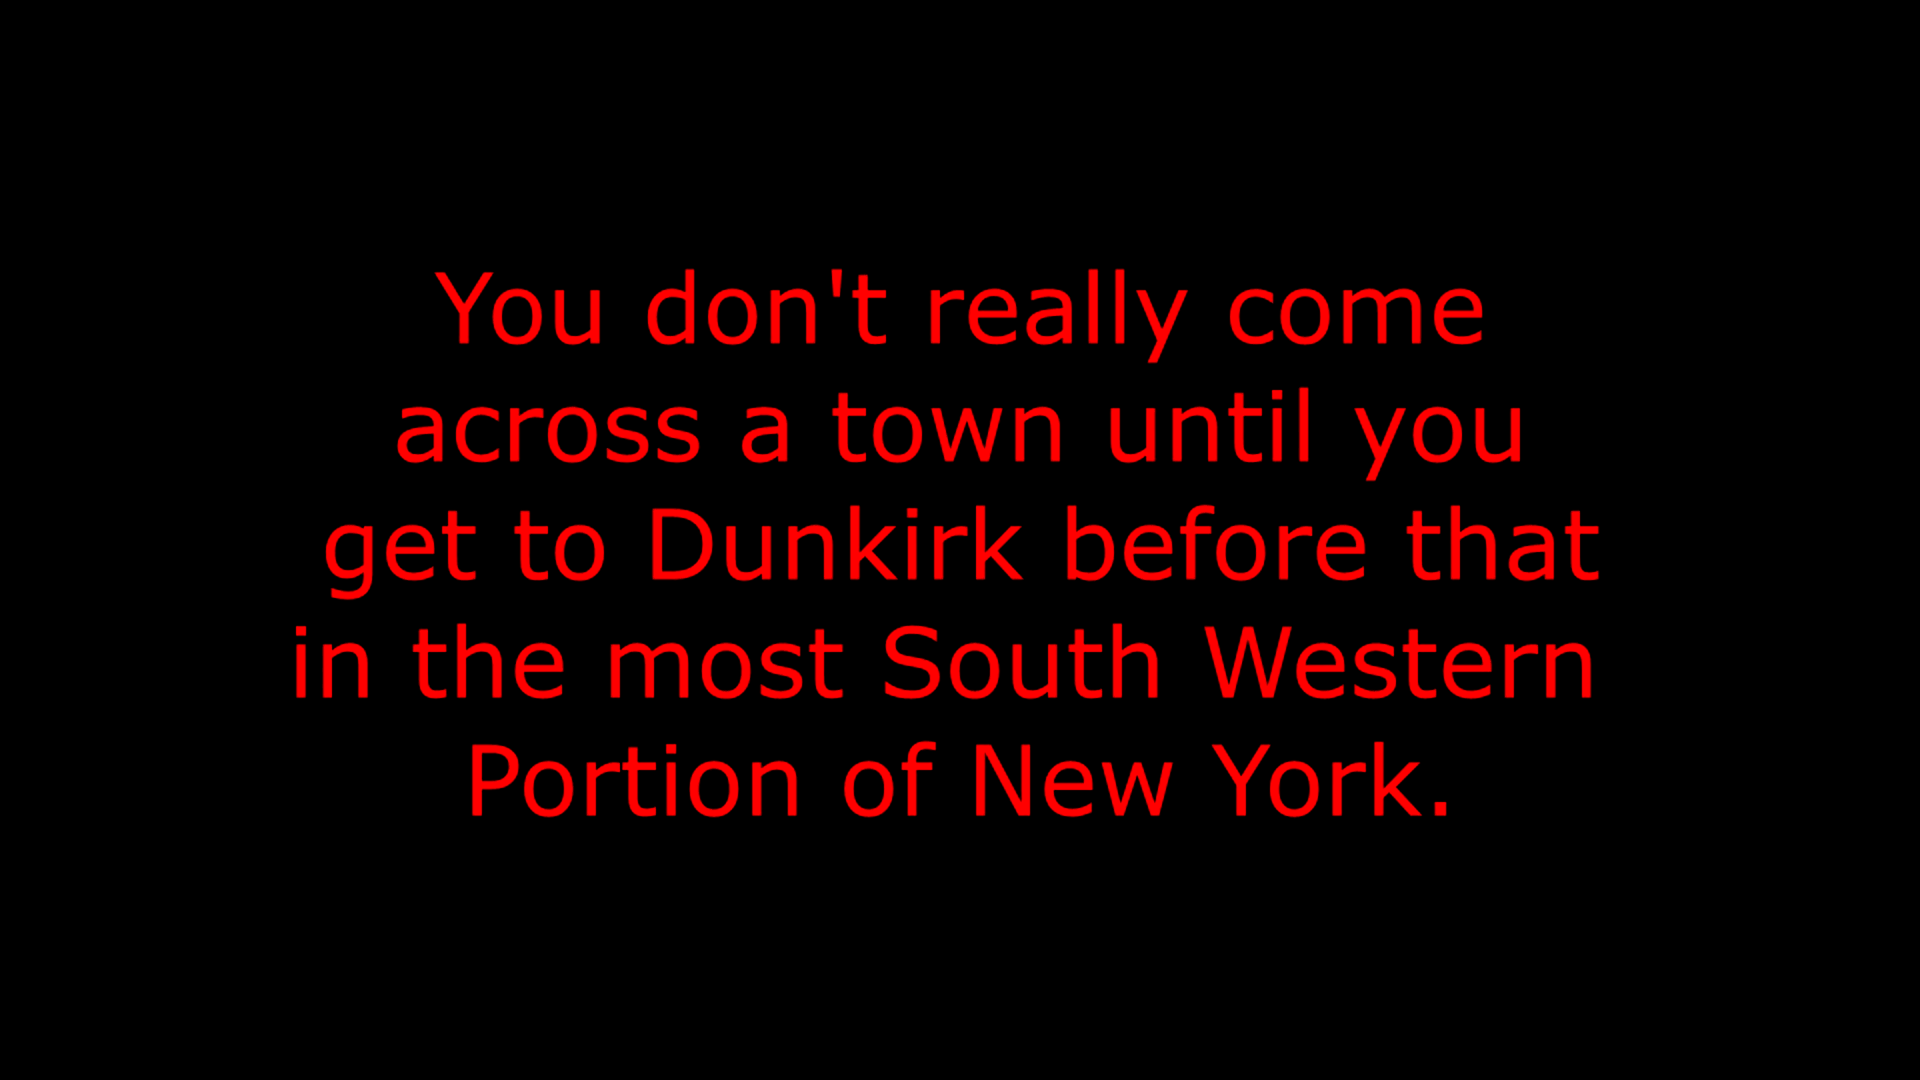 You don't really come
across a town until you
get to Dunkirk before that
in the most South Western
Portion of New York.